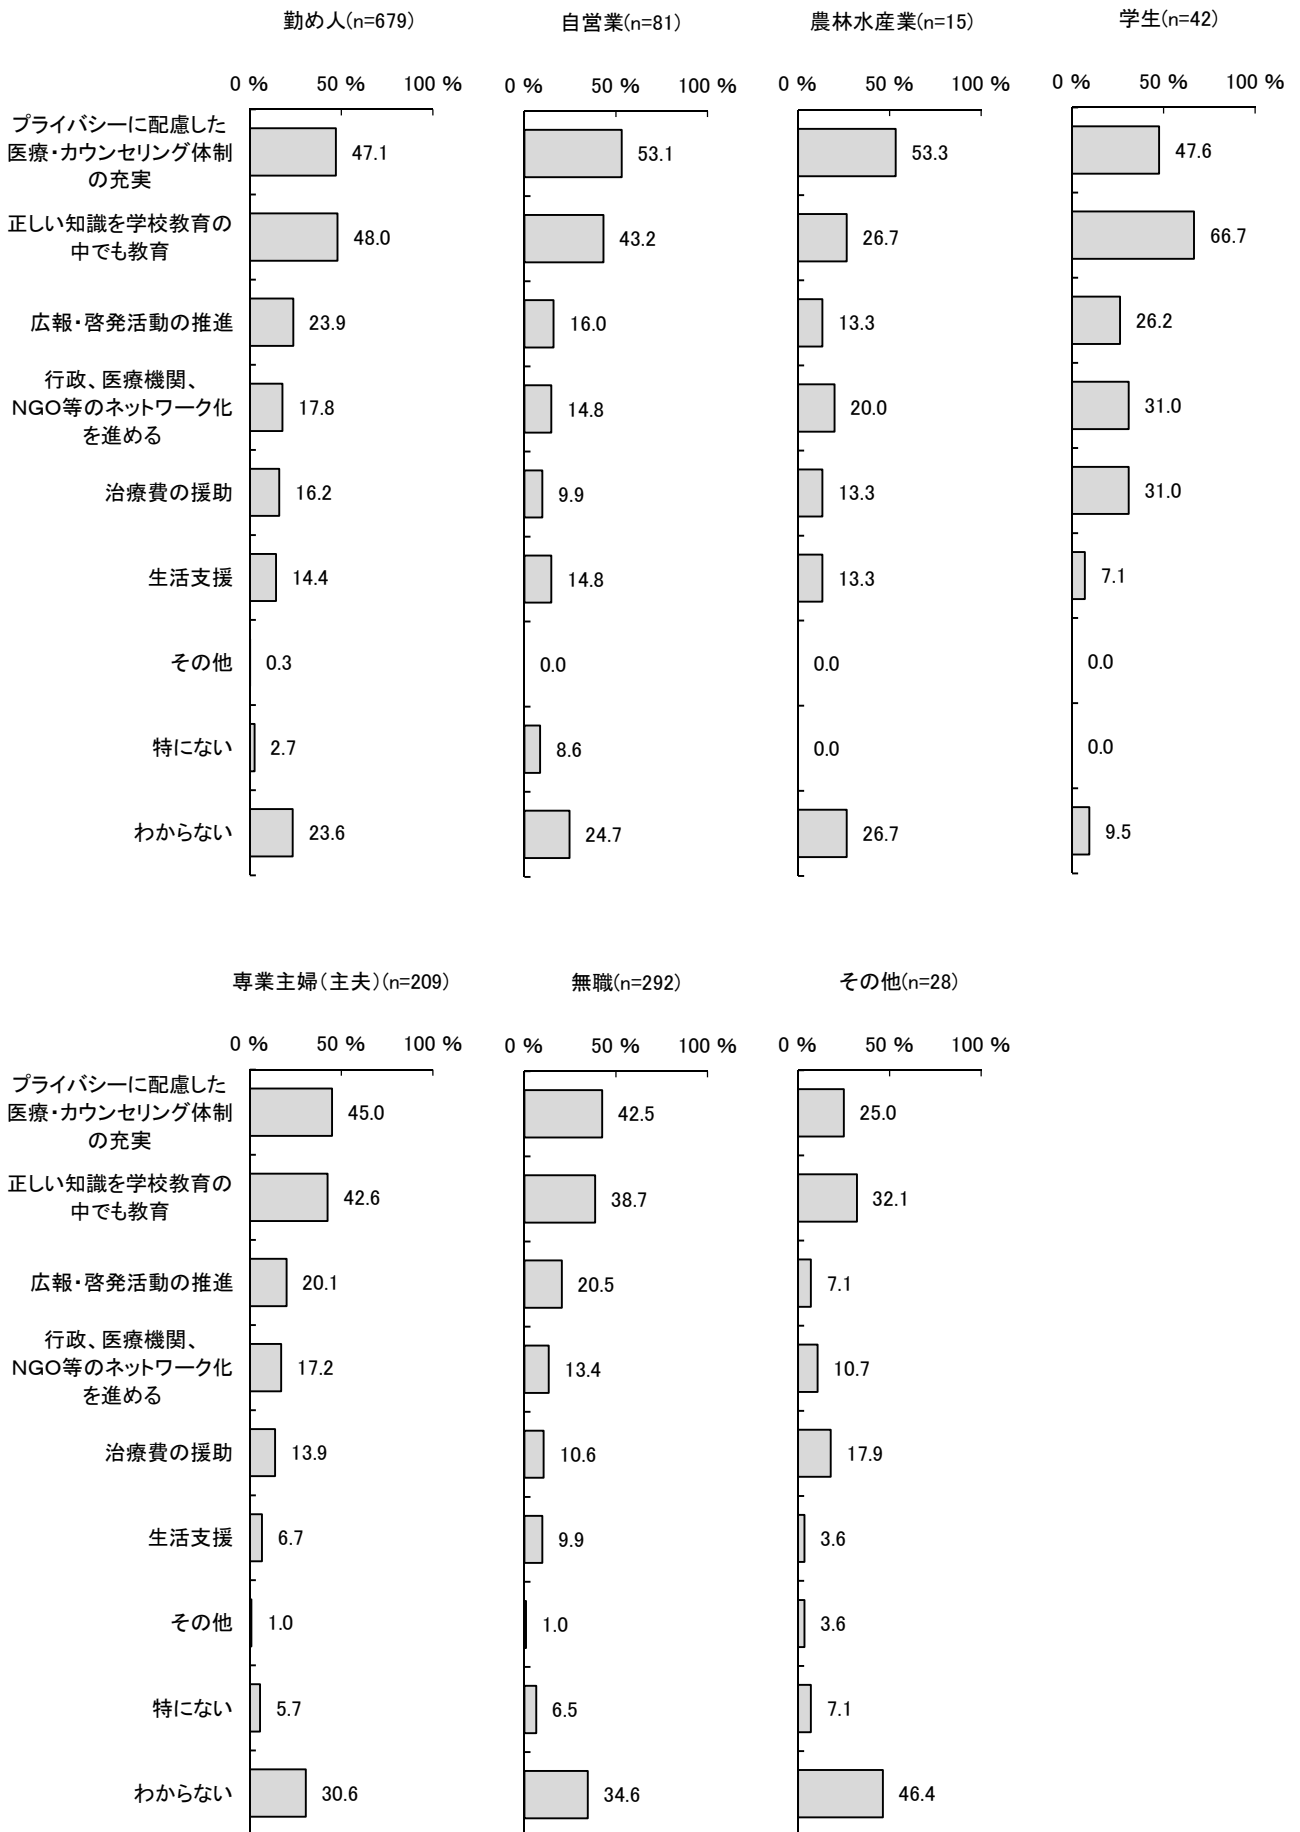 勤め人(n=679)
自営業(n=81)
農林水産業(n=15)
学生(n=42)
0 % 50 % 100 %
0 % 50 % 100 %
0 % 50 % 100 %
0 % 50 % 100 %
プライバシーに配慮した
医療・カウンセリング体制
の充実
47.1 53.1 53.3 47.6
正しい知識を学校教育の
中でも教育
48.0 43.2 26.7 66.7
広報・啓発活動の推進
23.9 16.0 13.3 26.2
行政、医療機関、
NGO等のネットワーク化
を進める
17.8 14.8 20.0 31.0
治療費の援助
16.2 9.9 13.3 31.0
生活支援
14.4 14.8 13.3 7.1
その他
0.3 0.0 0.0 0.0
特にない
2.7 8.6 0.0 0.0
わからない
23.6 24.7 26.7 9.5
専業主婦(主夫)(n=209)
無職(n=292)
その他(n=28)
0 % 50 % 100 %
0 % 50 % 100 %
0 % 50 % 100 %
プライバシーに配慮した
医療・カウンセリング体制
の充実
45.0 42.5 25.0
正しい知識を学校教育の
中でも教育
42.6 38.7 32.1
広報・啓発活動の推進
20.1 20.5 7.1
行政、医療機関、
NGO等のネットワーク化
を進める
17.2 13.4 10.7
治療費の援助
13.9 10.6 17.9
生活支援
6.7 9.9 3.6
その他
1.0 1.0 3.6
特にない
5.7 6.5 7.1
わからない
30.6 34.6 46.4